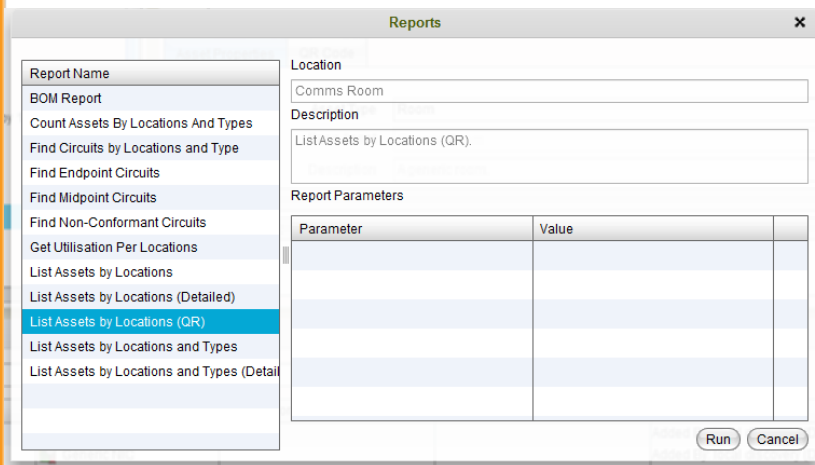 Reports
Report Name
BOM Report
Count Assets By Locations And Types
Find Circuits by Locations and Type
Find Endpoint Circuits
Find Midpoint Circuits
Find Non-Conformant Circuits
Get Utilisation Per Locations
List Assets by Locations
List Assets by Locations (Detailed)
List Assets by Locations (QR)
List Assets by Locations and Types
List Assets by Locations and Types (Detail
Location
Comms Room
Description
List Assets by Locations (QR).
Report Parameters
Parameter Value
Run Cancel